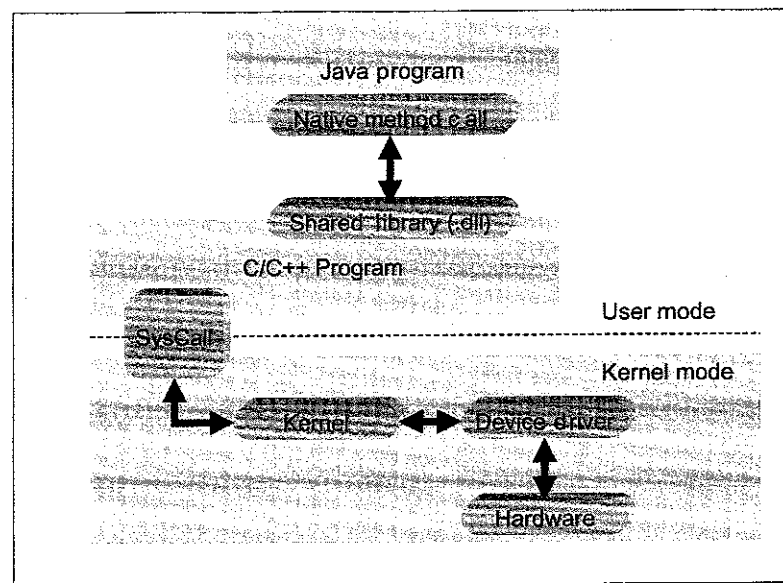 Java program
Native method call
Shared library (.dll)
C/C++ Program
User mode
SysCall
Kernel mode
Kernel
Device driver
Hardware